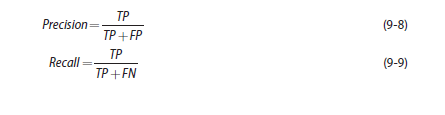 Precision = TP / TP + FP (9-8)
Recall = TP / TP + FN (9-9)